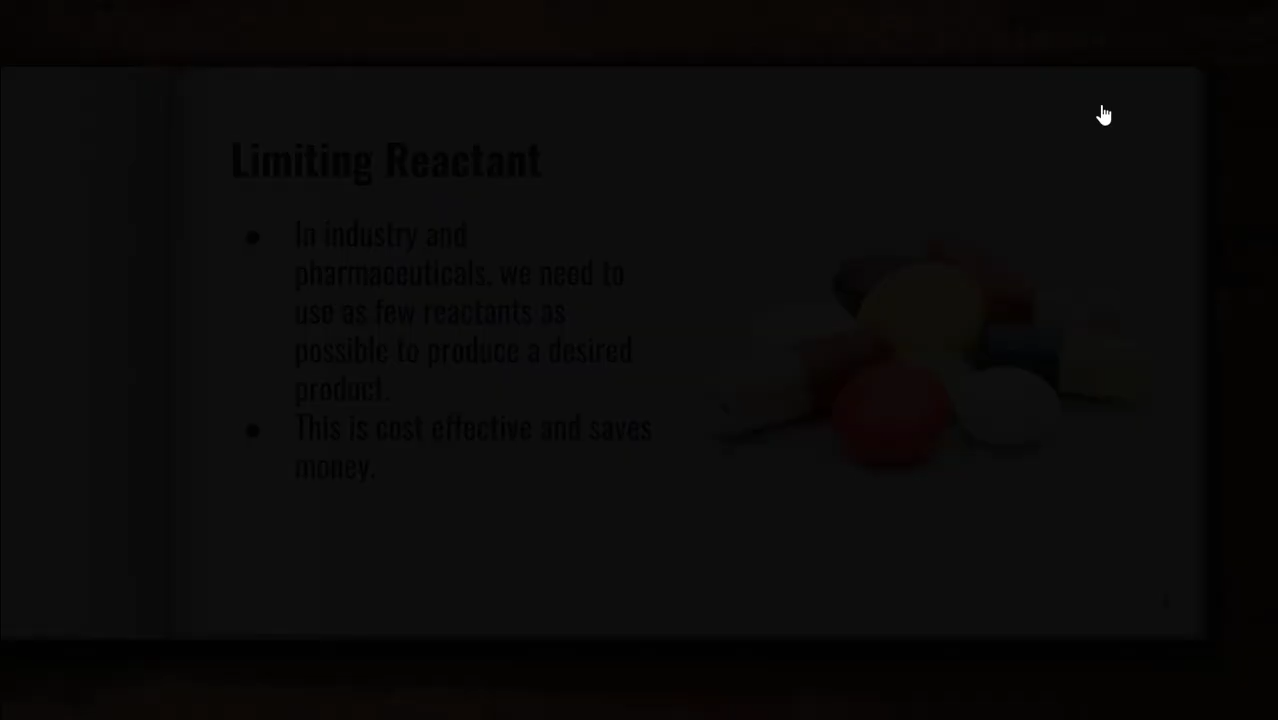 Limiting Reactant
● In industry and
pharmaceuticals, we need to
use as few reactants as
possible to produce a desired
product.
● This is cost effective and saves
money.